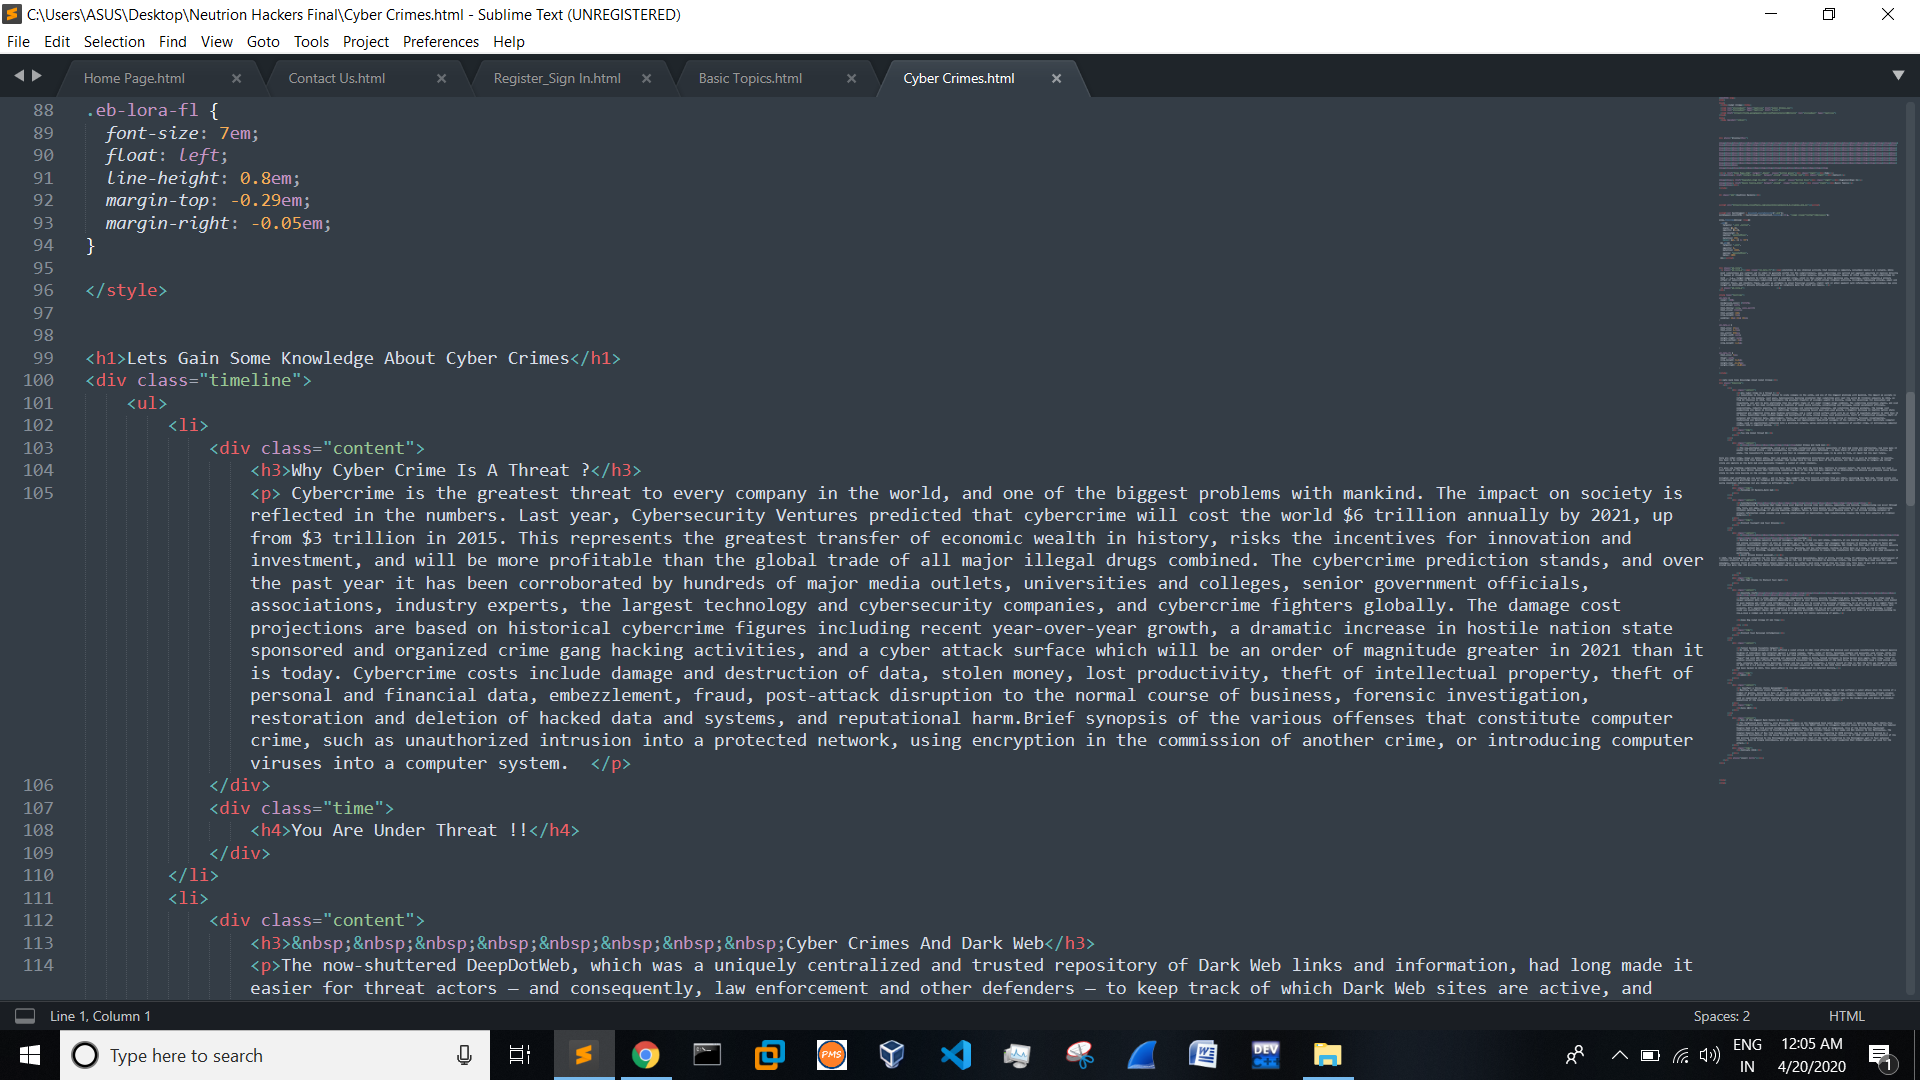 C:\Users\ASUS\Desktop\Neutrion Hackers Final\Cyber Crimes.html - Sublime Text (UNREGISTERED)
File Edit Selection Find View Goto Tools Project Preferences Help
Home Page.html Contact Us.html Register_Sign In.html Basic Topics.html Cyber Crimes.html
88 .eb-lora-fl {
89 font-size: 7em;
90 float: left;
91 line-height: 0.8em;
92 margin-top: -0.29em;
93 margin-right: -0.05em;
94 }
95
96 </style>
97
98
99 <h1>Lets Gain Some Knowledge About Cyber Crimes</h1>
100 <div class="timeline">
101 <ul>
102 <li>
103 <div class="content">
104 <h3>Why Cyber Crime Is A Threat ?</h3>
105 <p> Cybercrime is the greatest threat to every company in the world, and one of the biggest problems with mankind. The impact on society is
reflected in the numbers. Last year, Cybersecurity Ventures predicted that cybercrime will cost the world $6 trillion annually by 2021, up
from $3 trillion in 2015. This represents the greatest transfer of economic wealth in history, risks the incentives for innovation and
investment, and will be more profitable than the global trade of all major illegal drugs combined. The cybercrime prediction stands, and over
the past year it has been corroborated by hundreds of major media outlets, universities and colleges, senior government officials,
associations, industry experts, the largest technology and cybersecurity companies, and cybercrime fighters globally. The damage cost
projections are based on historical cybercrime figures including recent year-over-year growth, a dramatic increase in hostile nation state
sponsored and organized crime gang hacking activities, and a cyber attack surface which will be an order of magnitude greater in 2021 than it
is today. Cybercrime costs include damage and destruction of data, stolen money, lost productivity, theft of intellectual property, theft of
personal and financial data, embezzlement, fraud, post-attack disruption to the normal course of business, forensic investigation,
restoration and deletion of hacked data and systems, and reputational harm.Brief synopsis of the various offenses that constitute computer
crime, such as unauthorized intrusion into a protected network, using encryption in the commission of another crime, or introducing computer
viruses into a computer system.  </p>
106 </div>
107 <div class="time">
108 <h4>You Are Under Threat !!</h4>
109 </div>
110 </li>
111 <li>
112 <div class="content">
113 <h3>&nbsp;&nbsp;&nbsp;&nbsp;&nbsp;&nbsp;&nbsp;&nbsp;Cyber Crimes And Dark Web</h3>
114 <p>The now-shuttered DeepDotWeb, which was a uniquely centralized and trusted repository of Dark Web links and information, had long made it
easier for threat actors — and consequently, law enforcement and other defenders — to keep track of which Dark Web sites are active, and
Line 1, Column 1 Spaces: 2 HTML
Type here to search PMS DEV C++ ENG IN 12:05 AM 4/20/2020 1